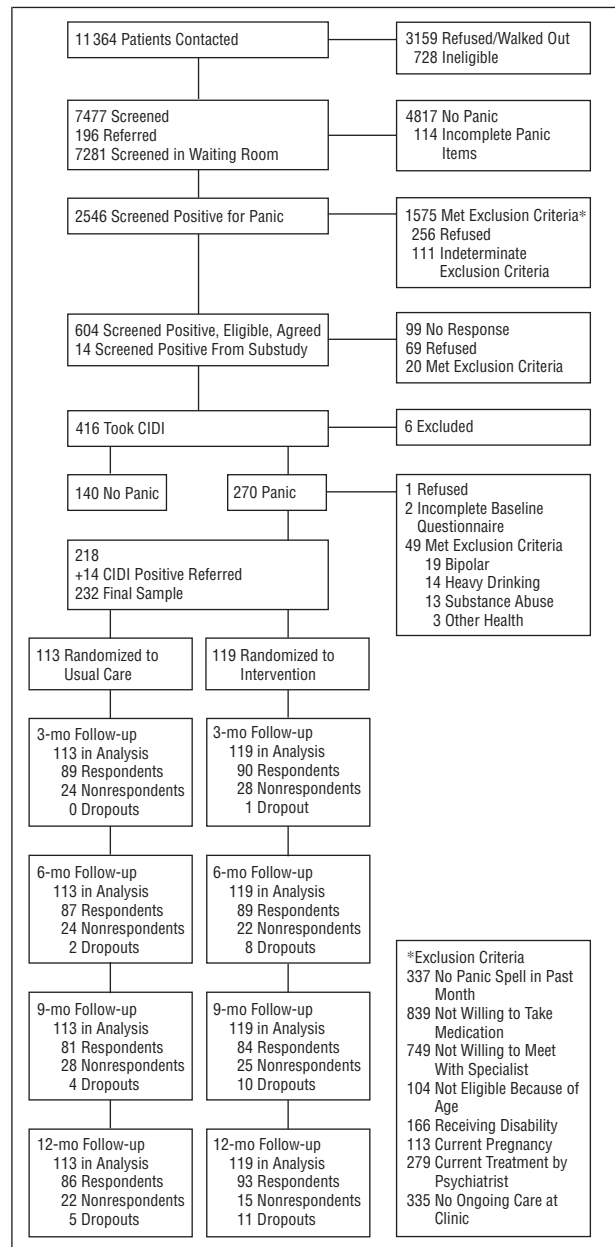 11 364 Patients Contacted
3159 Refused/Walked Out
728 Ineligible
7477 Screened
196 Referred
7281 Screened in Waiting Room
4817 No Panic
114 Incomplete Panic
Items
2546 Screened Positive for Panic
1575 Met Exclusion Criteria*
256 Refused
111 Indeterminate
Exclusion Criteria
604 Screened Positive, Eligible, Agreed
14 Screened Positive From Substudy
99 No Response
69 Refused
20 Met Exclusion Criteria
416 Took CIDI
6 Excluded
140 No Panic
270 Panic
1 Refused
2 Incomplete Baseline
Questionnaire
49 Met Exclusion Criteria
19 Bipolar
14 Heavy Drinking
13 Substance Abuse
3 Other Health
218
+14 CIDI Positive Referred
232 Final Sample
113 Randomized to
Usual Care
119 Randomized to
Intervention
3-mo Follow-up
113 in Analysis
89 Respondents
24 Nonrespondents
0 Dropouts
3-mo Follow-up
119 in Analysis
90 Respondents
28 Nonrespondents
1 Dropout
6-mo Follow-up
113 in Analysis
87 Respondents
24 Nonrespondents
2 Dropouts
6-mo Follow-up
119 in Analysis
89 Respondents
22 Nonrespondents
8 Dropouts
9-mo Follow-up
113 in Analysis
81 Respondents
28 Nonrespondents
4 Dropouts
9-mo Follow-up
119 in Analysis
84 Respondents
25 Nonrespondents
10 Dropouts
12-mo Follow-up
113 in Analysis
86 Respondents
22 Nonrespondents
5 Dropouts
12-mo Follow-up
119 in Analysis
93 Respondents
15 Nonrespondents
11 Dropouts
*Exclusion Criteria
337 No Panic Spell in Past
Month
839 Not Willing to Take
Medication
749 Not Willing to Meet
With Specialist
104 Not Eligible Because of
Age
166 Receiving Disability
113 Current Pregnancy
279 Current Treatment by
Psychiatrist
335 No Ongoing Care at
Clinic